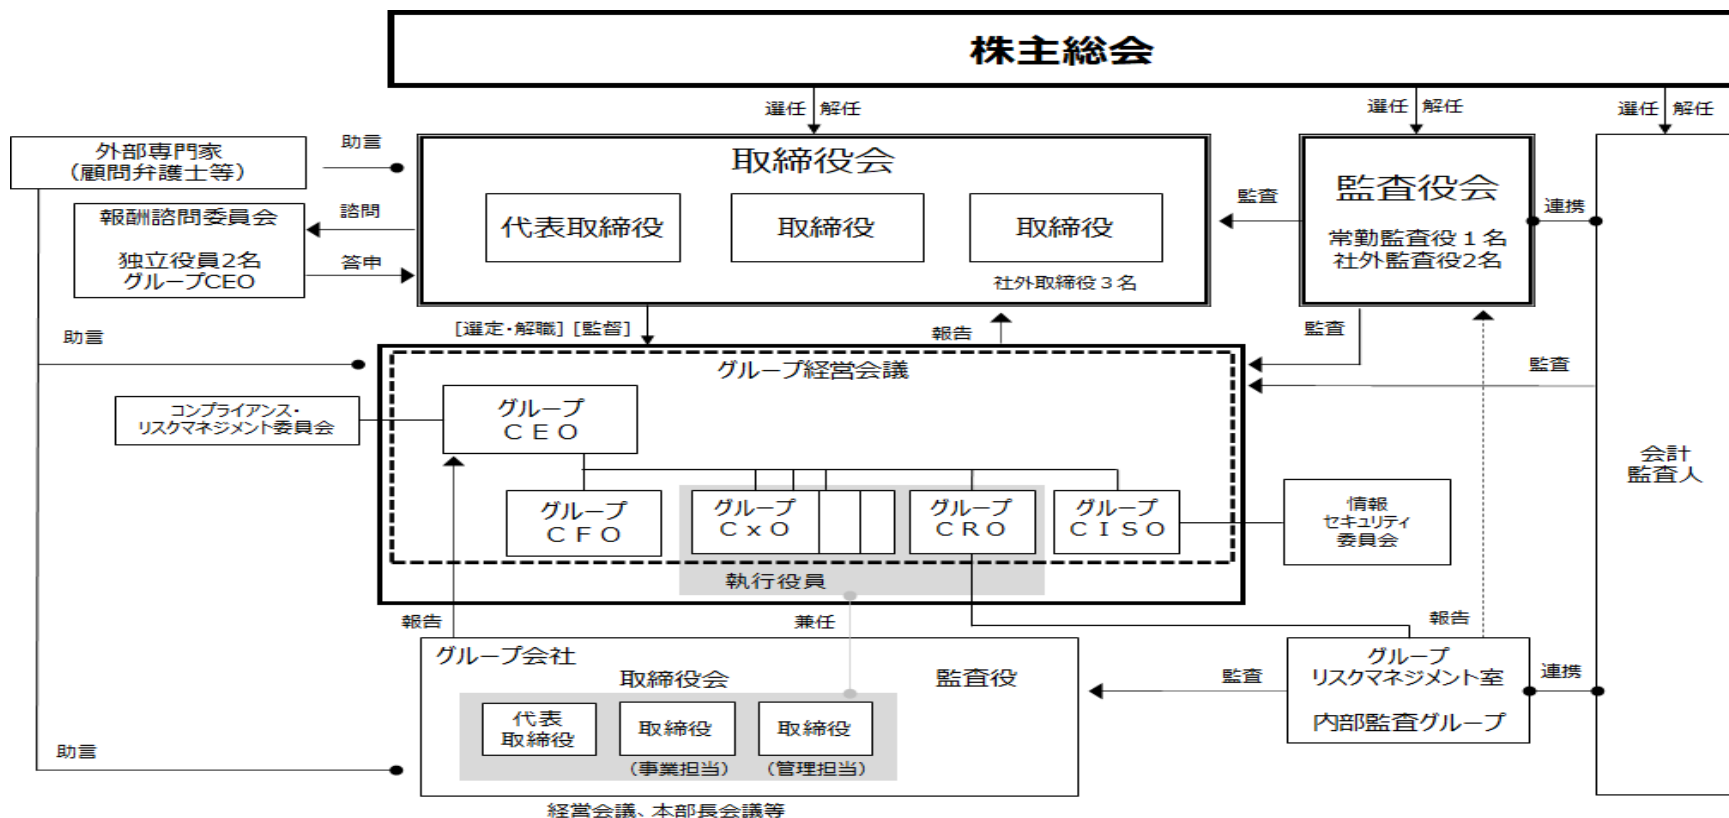 株主総会
選任 解任
選任 解任
選任 解任
外部専門家
(顧問弁護士等)
助言
取締役会
代表取締役
取締役
取締役
社外取締役３名
監査
監査役会
常勤監査役１名
社外監査役2名
連携
報酬諮問委員会
独立役員2名
グループCEO
諮問
答申
[選定・解職] [監督]
報告
監査
監査
助言
グループ経営会議
コンプライアンス・
リスクマネジメント委員会
グループ
ＣＥＯ
グループ
ＣＦＯ
グループ
ＣｘＯ
グループ
ＣＲＯ
グループ
ＣＩＳＯ
執行役員
情報
セキュリティ
委員会
会計
監査人
報告
兼任
報告
グループ会社
取締役会
監査役
代表
取締役
取締役
(事業担当)
取締役
(管理担当)
監査
グループ
リスクマネジメント室
内部監査グループ
連携
助言
経営会議、本部長会議等